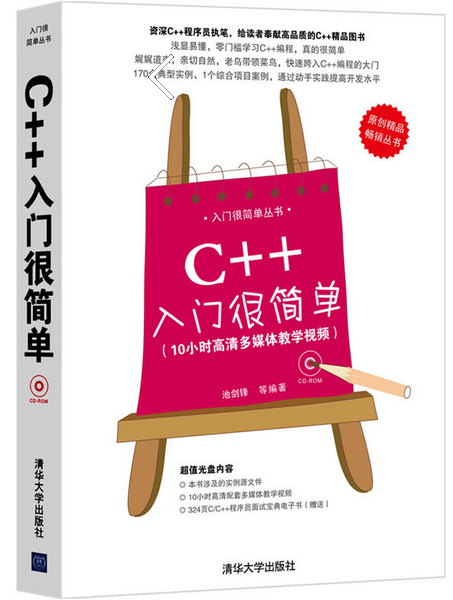 入门很
简单丛书
C++入门很简单
CD-ROM
清华大学出版社
资深C++程序员执笔，给读者奉献高品质的C++精品图书
浅显易懂，零门槛学习C++编程，真的很简单
娓娓道来，亲切自然，老鸟带领菜鸟，快速跨入C++编程的大门
170个典型实例、1个综合项目案例，通过动手实践提高开发水平
原创精品
畅销丛书
入门很简单丛书
C++
入门很简单
（10小时高清多媒体教学视频）
CD-ROM
池剑锋 等编著
超值光盘内容
◎ 本书涉及的实例源文件
◎ 10小时高清配套多媒体教学视频
◎ 324页C/C++程序员面试宝典电子书（赠送）
清华大学出版社